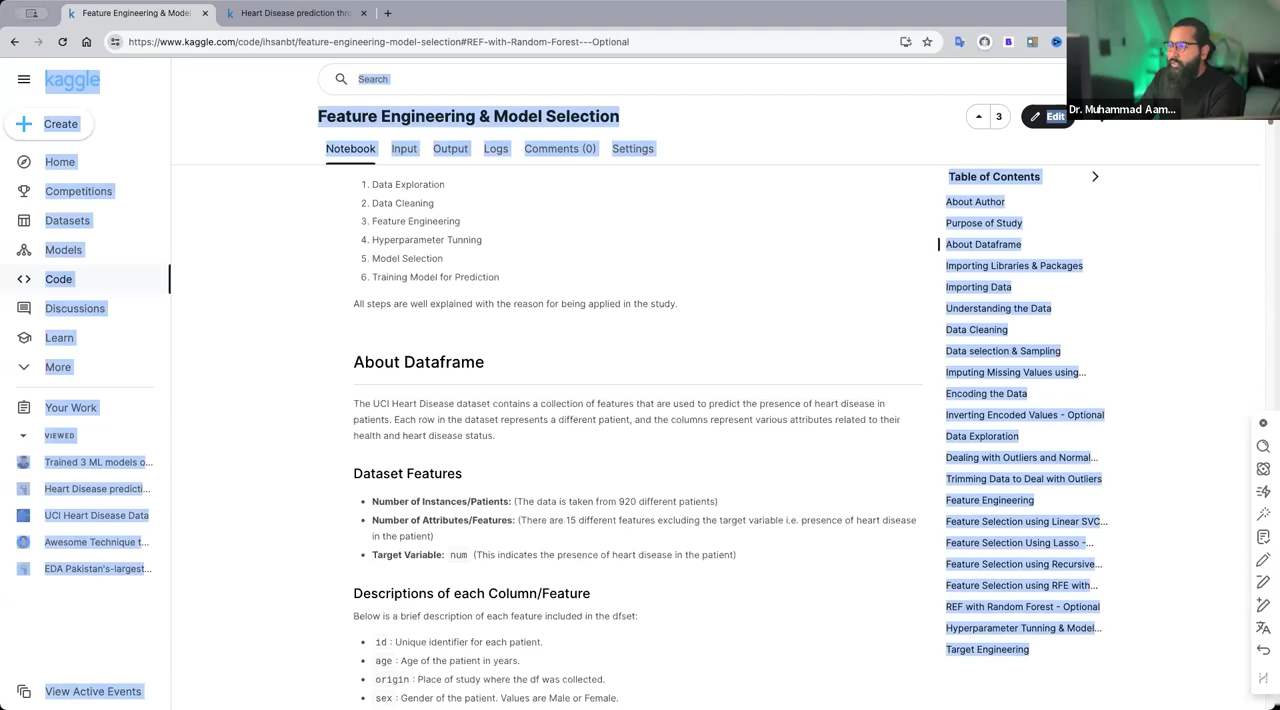 Feature Engineering & Model
Heart Disease prediction thro
https://www.kaggle.com/code/ihsanbt/feature-engineering-model-selection#REF-with-Random-Forest---Optional
Dr. Muhammad Aam...
kaggle
Search
Create
Feature Engineering & Model Selection
3
Edit
Notebook Input Output Logs Comments (0) Settings
Home
Competitions
Datasets
Models
Code
Discussions
Learn
More
Your Work
VIEWED
Trained 3 ML models o...
Heart Disease predicti...
UCI Heart Disease Data
Awesome Technique t...
EDA Pakistan's-largest...
View Active Events
1. Data Exploration
2. Data Cleaning
3. Feature Engineering
4. Hyperparameter Tunning
5. Model Selection
6. Training Model for Prediction
All steps are well explained with the reason for being applied in the study.
About Dataframe
The UCI Heart Disease dataset contains a collection of features that are used to predict the presence of heart disease in
patients. Each row in the dataset represents a different patient, and the columns represent various attributes related to their
health and heart disease status.
Dataset Features
• Number of Instances/Patients: (The data is taken from 920 different patients)
• Number of Attributes/Features: (There are 15 different features excluding the target variable i.e. presence of heart disease
in the patient)
• Target Variable: num (This indicates the presence of heart disease in the patient)
Descriptions of each Column/Feature
Below is a brief description of each feature included in the dfset:
• id : Unique identifier for each patient.
• age : Age of the patient in years.
• origin : Place of study where the df was collected.
• sex : Gender of the patient. Values are Male or Female.
Table of Contents
About Author
Purpose of Study
About Dataframe
Importing Libraries & Packages
Importing Data
Understanding the Data
Data Cleaning
Data selection & Sampling
Imputing Missing Values using...
Encoding the Data
Inverting Encoded Values - Optional
Data Exploration
Dealing with Outliers and Normal...
Trimming Data to Deal with Outliers
Feature Engineering
Feature Selection using Linear SVC...
Feature Selection Using Lasso -...
Feature Selection using Recursive...
Feature Selection using RFE with...
REF with Random Forest - Optional
Hyperparameter Tunning & Model...
Target Engineering